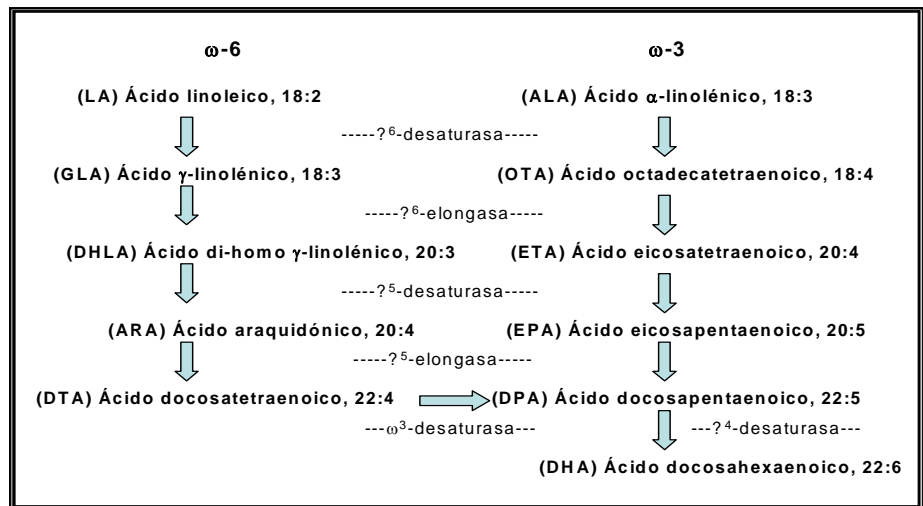 ω-6 ω-3
(LA) Ácido linoleico, 18:2 (ALA) Ácido α-linolénico, 18:3
-----?⁶-desaturasa-----
(GLA) Ácido γ-linolénico, 18:3 (OTA) Ácido octadecatetraenoico, 18:4
-----?⁶-elongasa-----
(DHLA) Ácido di-homo γ-linolénico, 20:3 (ETA) Ácido eicosatetraenoico, 20:4
-----?⁵-desaturasa-----
(ARA) Ácido araquidónico, 20:4 (EPA) Ácido eicosapentaenoico, 20:5
-----?⁵-elongasa-----
(DTA) Ácido docosatetraenoico, 22:4 (DPA) Ácido docosapentaenoico, 22:5
---ω³-desaturasa--- ---?⁴-desaturasa---
(DHA) Ácido docosahexaenoico, 22:6